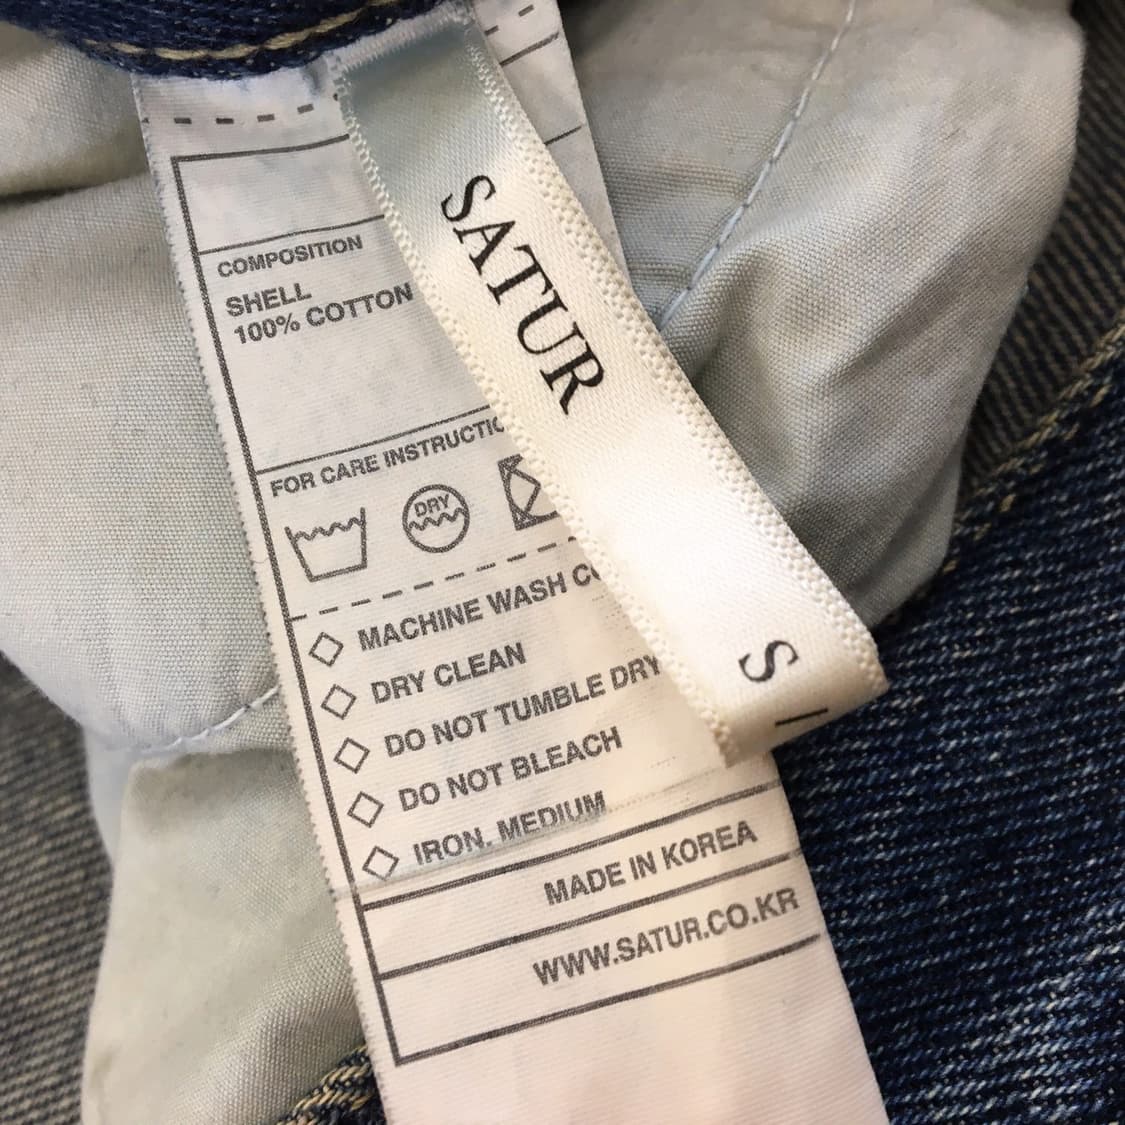 SATUR
S /
COMPOSITION
SHELL
100% COTTON
FOR CARE
DRY
MACHINE WASH
DRY CLEAN
DO NOT TUMBLE DRY
DO NOT BLEACH
IRON. MEDIUM
MADE IN KOREA
WWW.SATUR.CO.KR